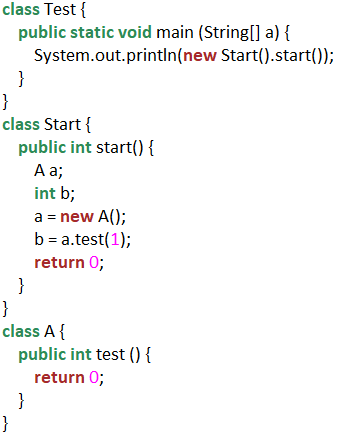 class Test {
public static void main (String[] a) {
System.out.println(new Start().start());
}
}
class Start {
public int start() {
A a;
int b;
a = new A();
b = a.test(1);
return 0;
}
}
class A {
public int test () {
return 0;
}
}